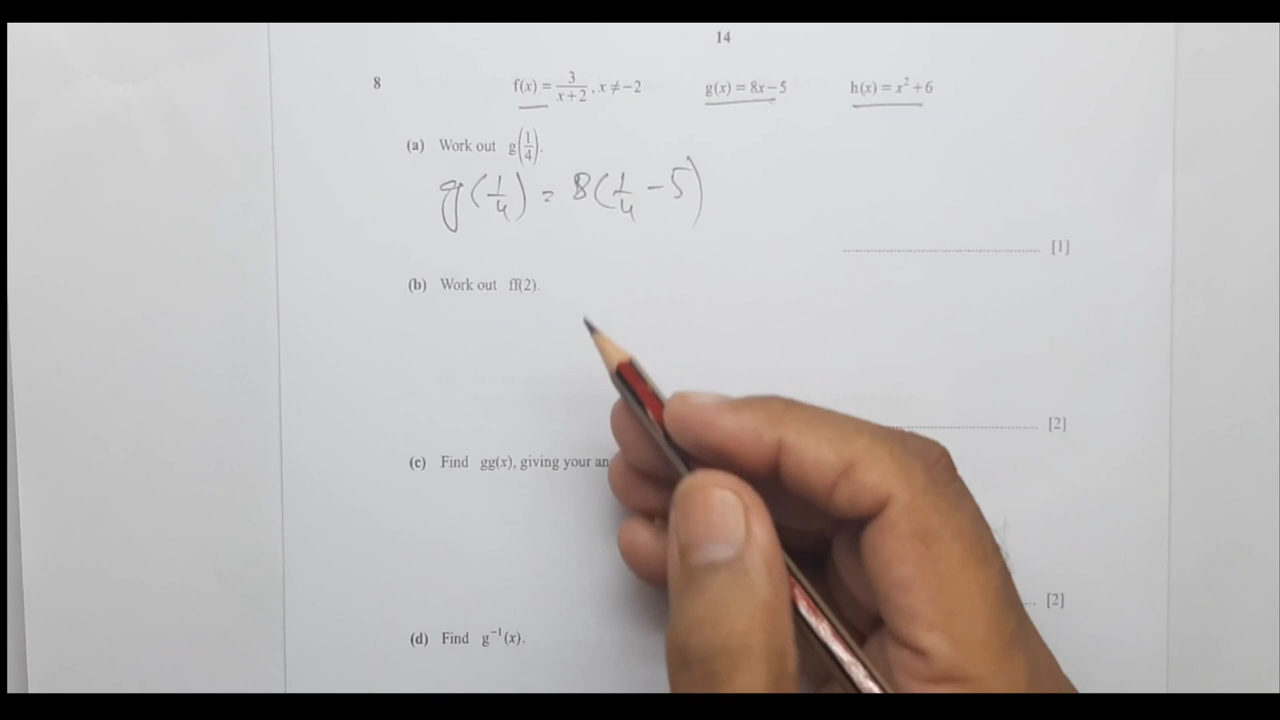 14
8 f(x) = 3/(x+2), x ≠ −2 g(x) = 8x − 5 h(x) = x² + 6
(a) Work out g(1/4).
g(1/4) = 8(1/4 − 5)
[1]
(b) Work out ff(2).
[2]
(c) Find gg(x), giving your
[2]
(d) Find g⁻¹(x).